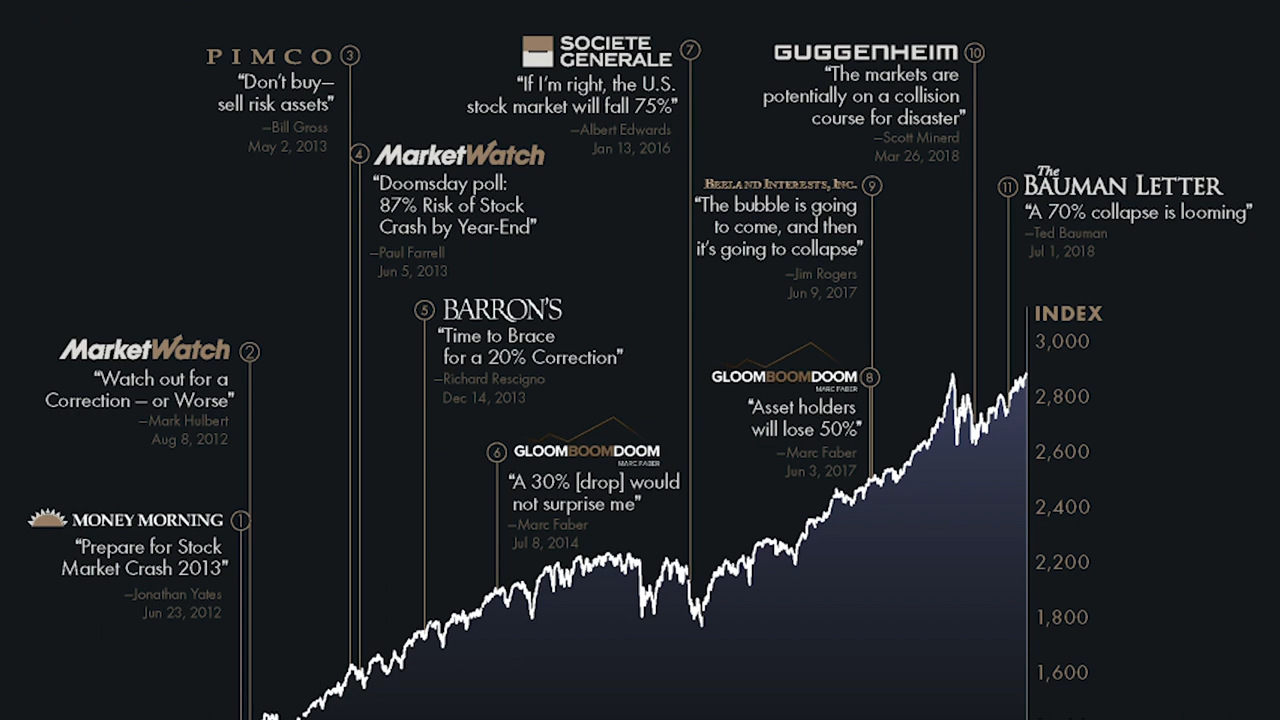 PIMCO 3
“Don’t buy—
sell risk assets”
—Bill Gross
May 2, 2013
SOCIETE
GENERALE 7
“If I’m right, the U.S.
stock market will fall 75%”
—Albert Edwards
Jan 13, 2016
GUGGENHEIM 10
“The markets are
potentially on a collision
course for disaster”
—Scott Minerd
Mar 26, 2018
4 MarketWatch
“Doomsday poll:
87% Risk of Stock
Crash by Year-End”
—Paul Farrell
Jun 5, 2013
BEELAND INTERESTS, INC. 9
“The bubble is going
to come, and then
it’s going to collapse”
—Jim Rogers
Jun 9, 2017
11 The
BAUMAN LETTER
“A 70% collapse is looming”
—Ted Bauman
Jul 1, 2018
5 BARRON’S
“Time to Brace
for a 20% Correction”
—Richard Rescigno
Dec 14, 2013
MarketWatch 2
“Watch out for a
Correction — or Worse”
—Mark Hulbert
Aug 8, 2012
GLOOMBOOMDOOM 8
MARC FABER
“Asset holders
will lose 50%”
—Marc Faber
Jun 3, 2017
6 GLOOMBOOMDOOM
MARC FABER
“A 30% [drop] would
not surprise me”
—Marc Faber
Jul 8, 2014
MONEY MORNING 1
“Prepare for Stock
Market Crash 2013”
—Jonathan Yates
Jun 23, 2012
INDEX
3,000
2,800
2,600
2,400
2,200
1,800
1,600